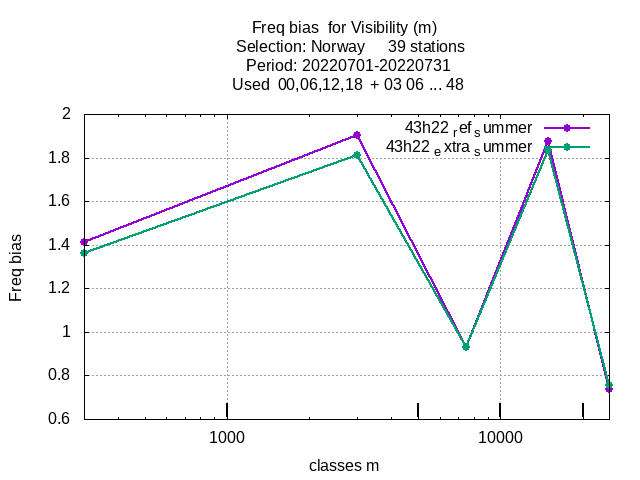 Freq bias  for Visibility (m)
Selection: Norway     39 stations
Period: 20220701-20220731
Used  00,06,12,18  + 03 06 ... 48
43h22 ref summer
43h22 extra summer
2
1.8
1.6
1.4
1.2
1
0.8
0.6
Freq bias
1000 10000
classes m